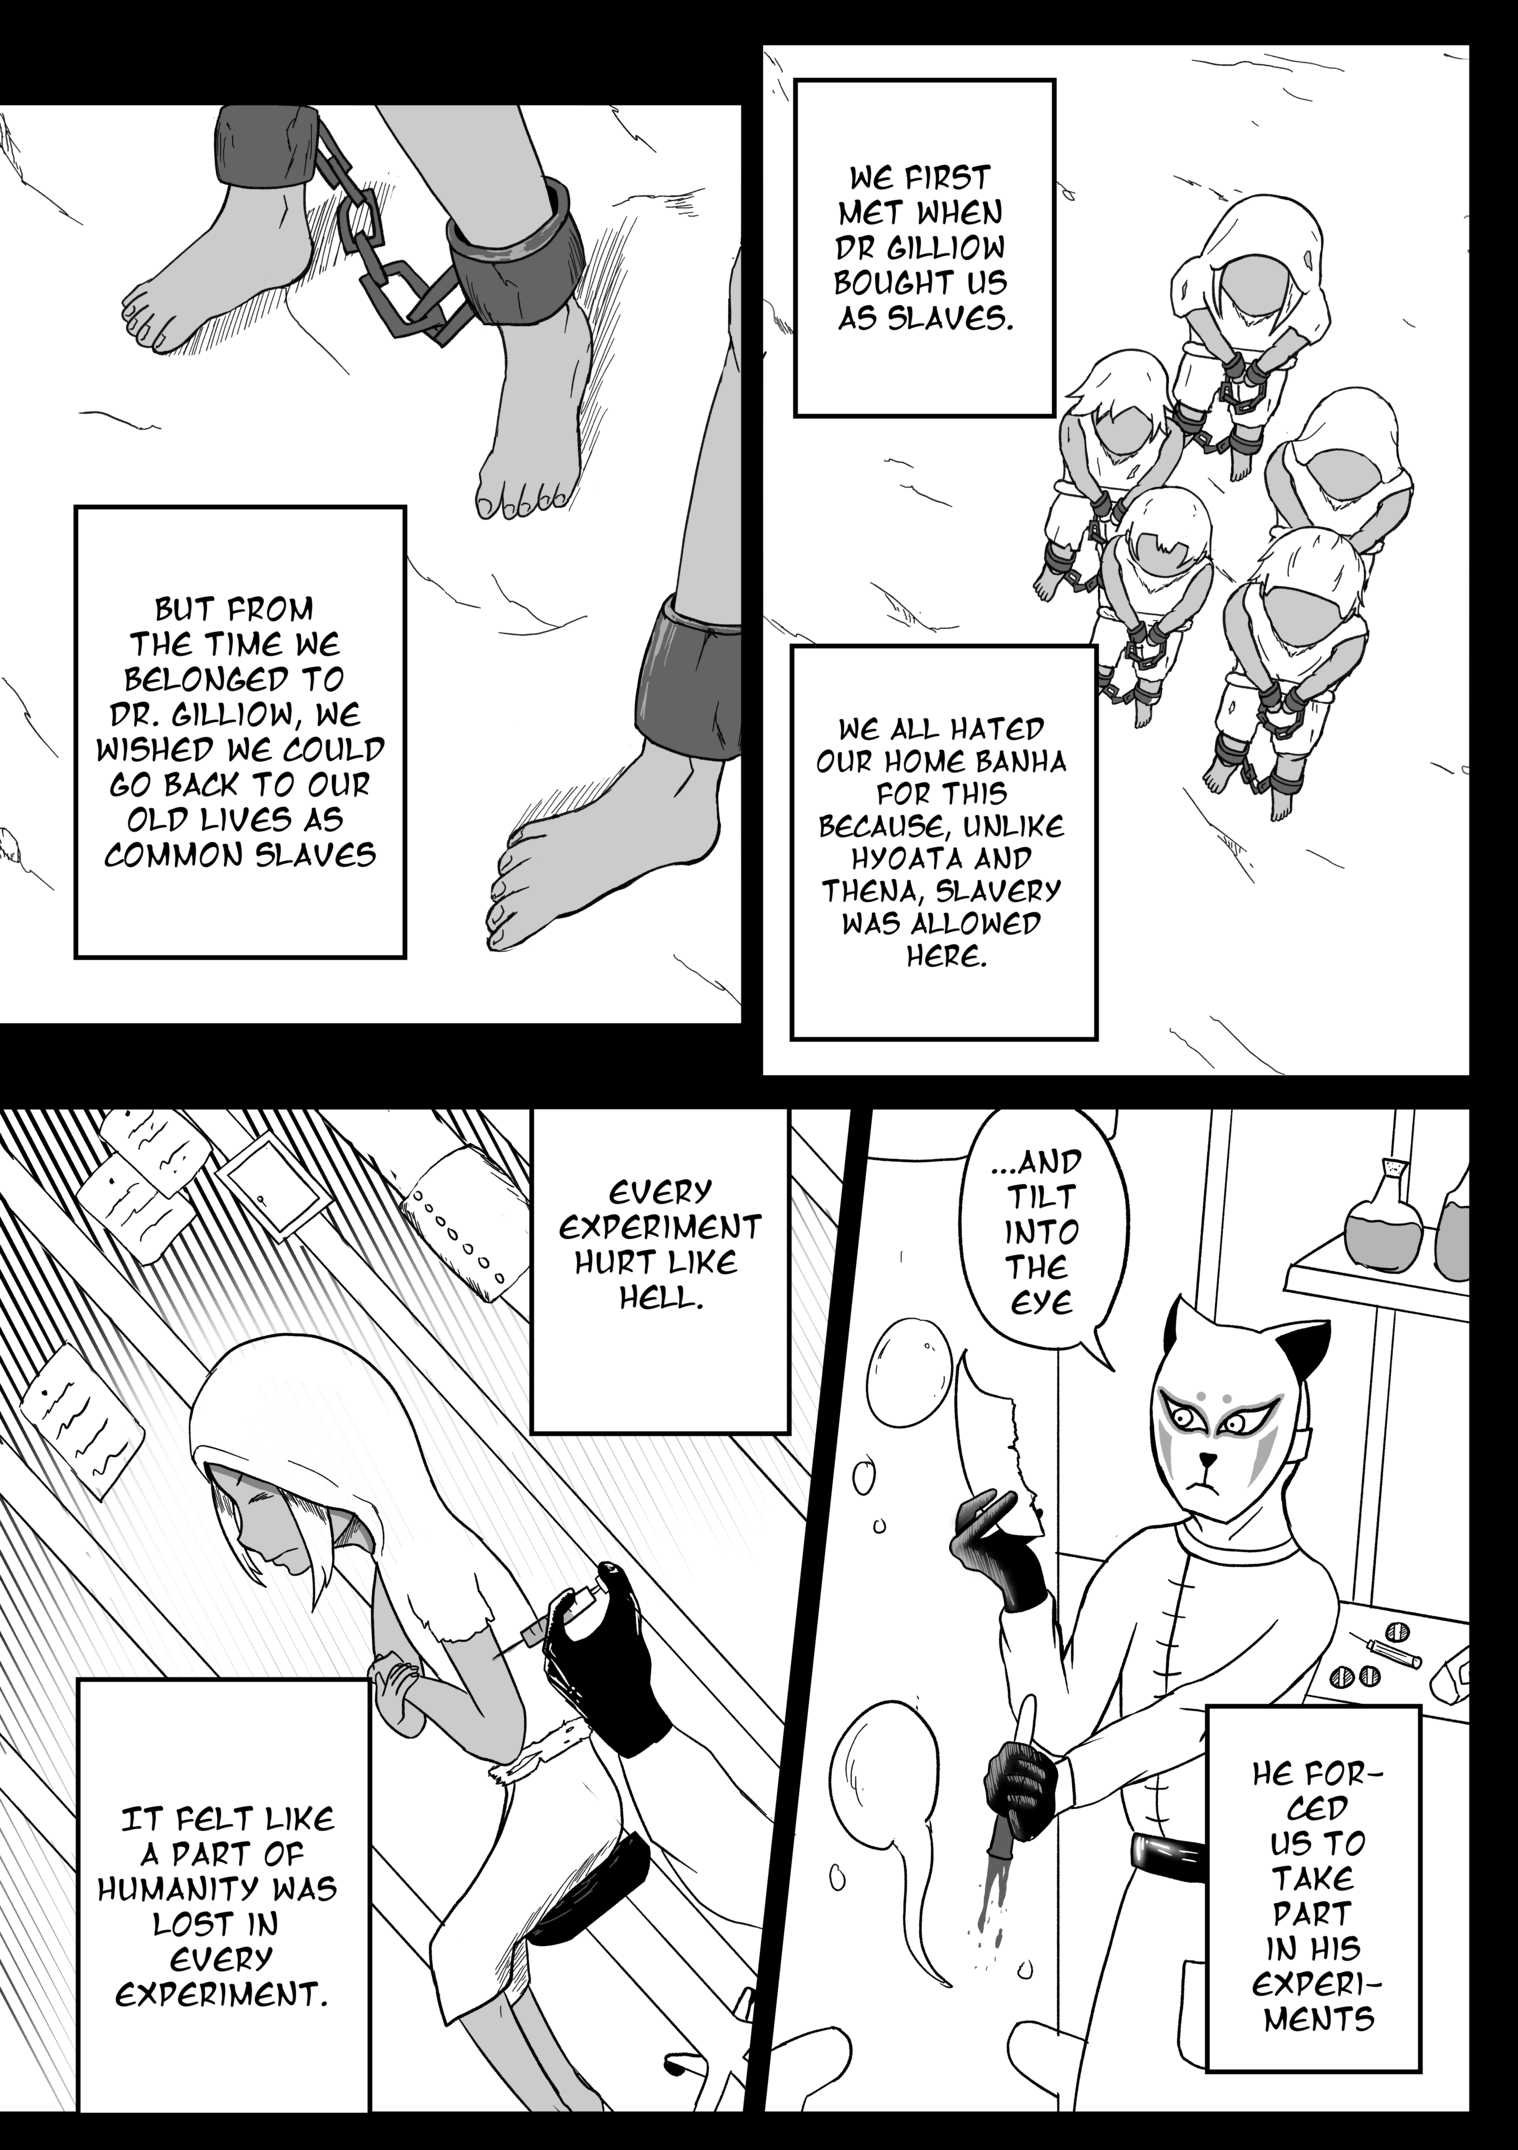 WE FIRST
MET WHEN
DR GILLIOW
BOUGHT US
AS SLAVES.
WE ALL HATED
OUR HOME BANHA
FOR THIS
BECAUSE, UNLIKE
HYOATA AND
THENA, SLAVERY
WAS ALLOWED
HERE.
BUT FROM
THE TIME WE
BELONGED TO
DR. GILLIOW, WE
WISHED WE COULD
GO BACK TO OUR
OLD LIVES AS
COMMON SLAVES
...AND
TILT
INTO
THE
EYE
HE FOR-
CED
US TO
TAKE
PART
IN HIS
EXPERI-
MENTS
EVERY
EXPERIMENT
HURT LIKE
HELL.
IT FELT LIKE
A PART OF
HUMANITY WAS
LOST IN
EVERY
EXPERIMENT.